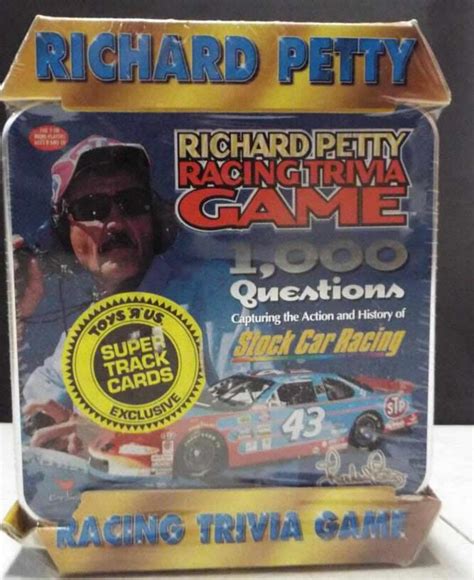 RICHARD PETTY
RICHARD PETTY
RACING TRIVIA
GAME
1,000
Questions
Capturing the Action and History of
Stock Car Racing
TOYS "R" US
SUPER
TRACK
CARDS
EXCLUSIVE
43
STP
RACING TRIVIA GAME